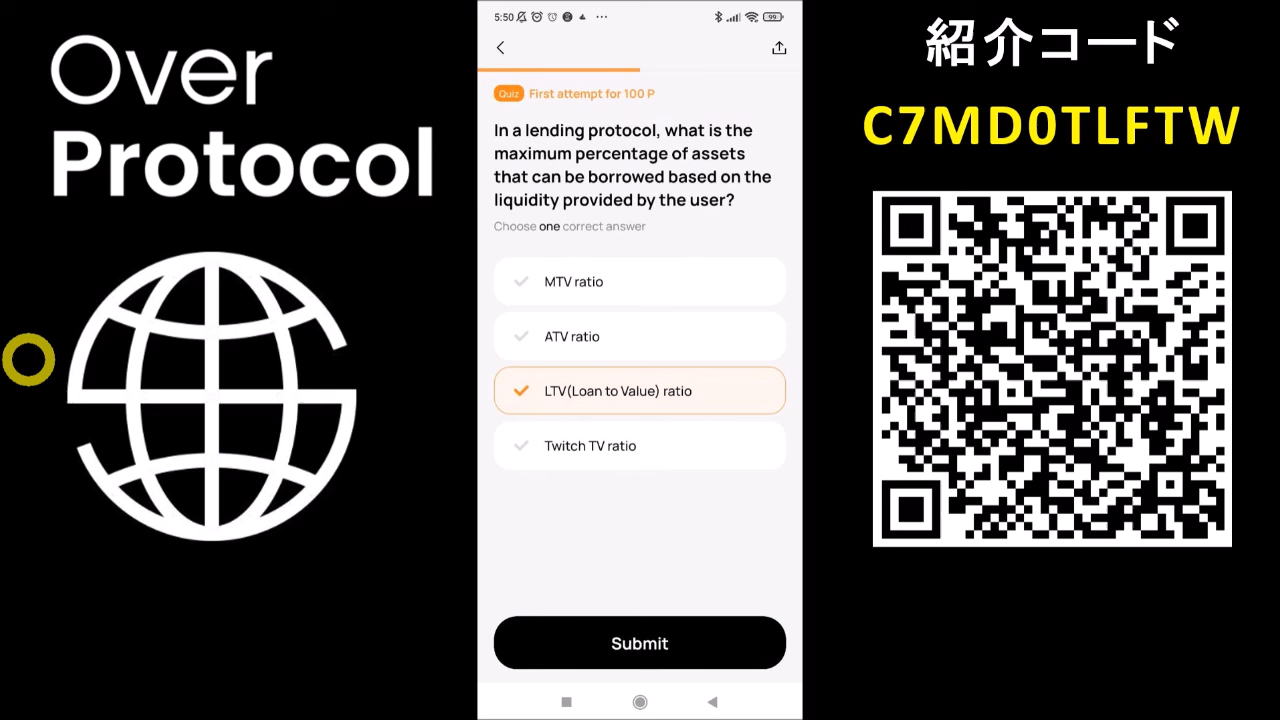 Over
Protocol
5:50
99
Quiz First attempt for 100 P
In a lending protocol, what is the
maximum percentage of assets
that can be borrowed based on the
liquidity provided by the user?
Choose one correct answer
MTV ratio
ATV ratio
LTV(Loan to Value) ratio
Twitch TV ratio
Submit
紹介コード
C7MD0TLFTW